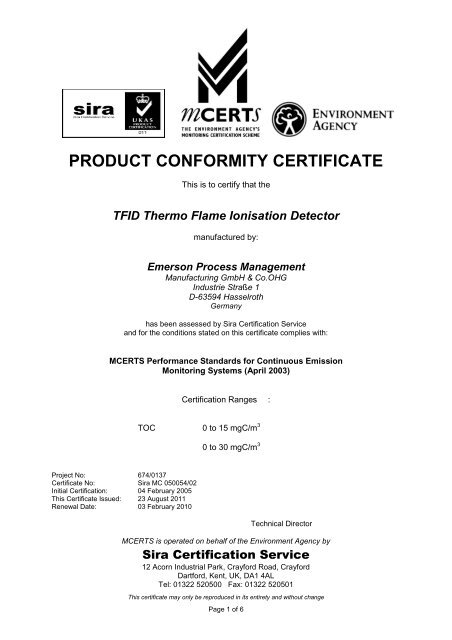 sira
UKAS
PRODUCT
CERTIFICATION
011
mCERTS
THE ENVIRONMENT AGENCY'S
MONITORING CERTIFICATION SCHEME
ENVIRONMENT
AGENCY
PRODUCT CONFORMITY CERTIFICATE
This is to certify that the
TFID Thermo Flame Ionisation Detector
manufactured by:
Emerson Process Management
Manufacturing GmbH & Co.OHG
Industrie Straße 1
D-63594 Hasselroth
Germany
has been assessed by Sira Certification Service
and for the conditions stated on this certificate complies with:
MCERTS Performance Standards for Continuous Emission
Monitoring Systems (April 2003)
Certification Ranges :
TOC 0 to 15 mgC/m³
0 to 30 mgC/m³
Project No: 674/0137
Certificate No: Sira MC 050054/02
Initial Certification: 04 February 2005
This Certificate Issued: 23 August 2011
Renewal Date: 03 February 2010
Technical Director
MCERTS is operated on behalf of the Environment Agency by
Sira Certification Service
12 Acorn Industrial Park, Crayford Road, Crayford
Dartford, Kent, UK, DA1 4AL
Tel: 01322 520500 Fax: 01322 520501
This certificate may only be reproduced in its entirety and without change
Page 1 of 6